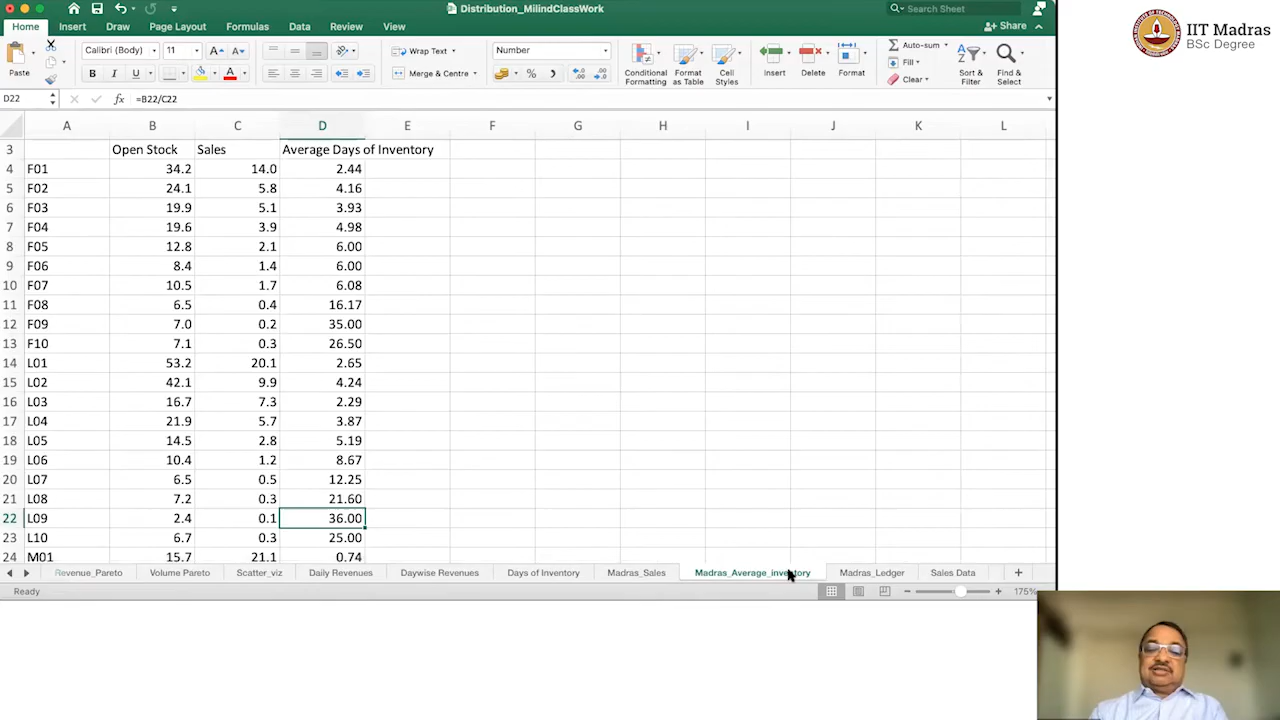 Distribution_MilindClassWork
Search Sheet
Home Insert Draw Page Layout Formulas Data Review View Share
Paste Calibri (Body) 11 A A Wrap Text Number Auto-sum
B I U A Merge & Centre % Conditional Formatting Format as Table Cell Styles Insert Delete Format Fill Clear Sort & Filter Find & Select
D22 fx =B22/C22
A B C D E F G H I J K L
3 Open Stock Sales Average Days of Inventory
4 F01 34.2 14.0 2.44
5 F02 24.1 5.8 4.16
6 F03 19.9 5.1 3.93
7 F04 19.6 3.9 4.98
8 F05 12.8 2.1 6.00
9 F06 8.4 1.4 6.00
10 F07 10.5 1.7 6.08
11 F08 6.5 0.4 16.17
12 F09 7.0 0.2 35.00
13 F10 7.1 0.3 26.50
14 L01 53.2 20.1 2.65
15 L02 42.1 9.9 4.24
16 L03 16.7 7.3 2.29
17 L04 21.9 5.7 3.87
18 L05 14.5 2.8 5.19
19 L06 10.4 1.2 8.67
20 L07 6.5 0.5 12.25
21 L08 7.2 0.3 21.60
22 L09 2.4 0.1 36.00
23 L10 6.7 0.3 25.00
24 M01 15.7 21.1 0.74
Revenue_Pareto Volume Pareto Scatter_viz Daily Revenues Daywise Revenues Days of Inventory Madras_Sales Madras_Average_inventory Madras_Ledger Sales Data +
Ready 175%
IIT Madras
BSc Degree